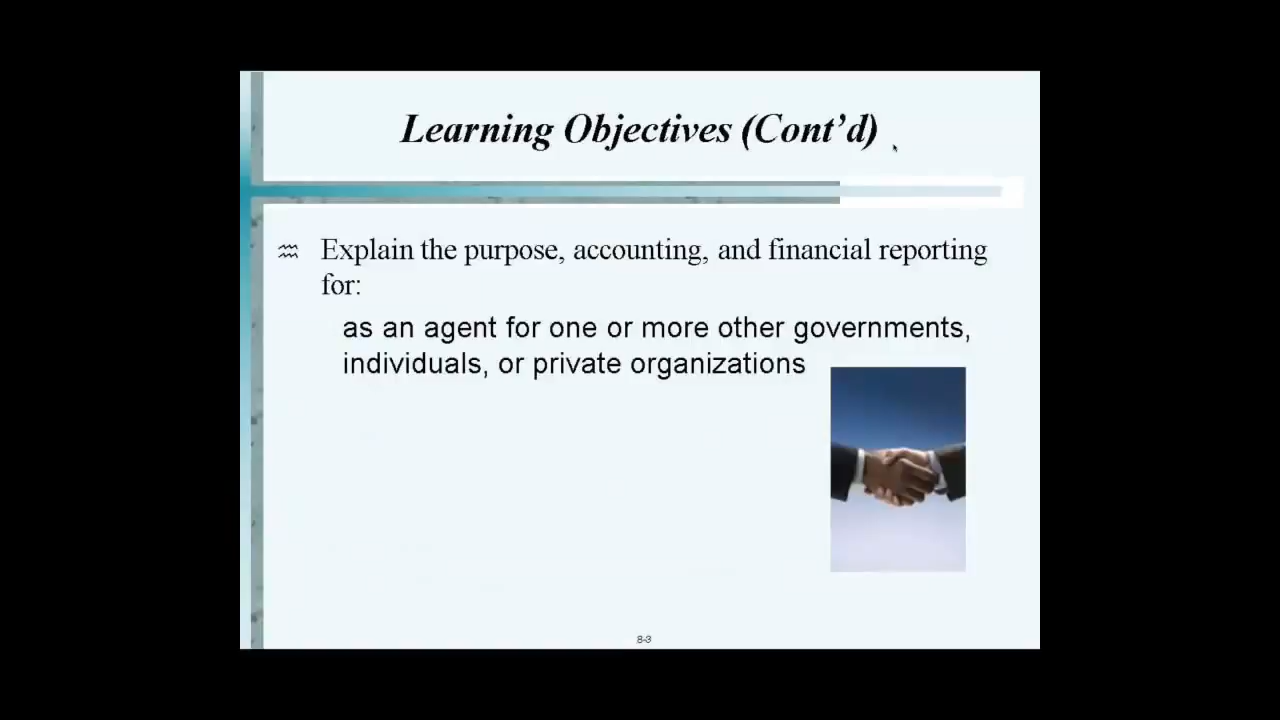 Learning Objectives (Cont’d)
Explain the purpose, accounting, and financial reporting
for:
as an agent for one or more other governments,
individuals, or private organizations
8-3